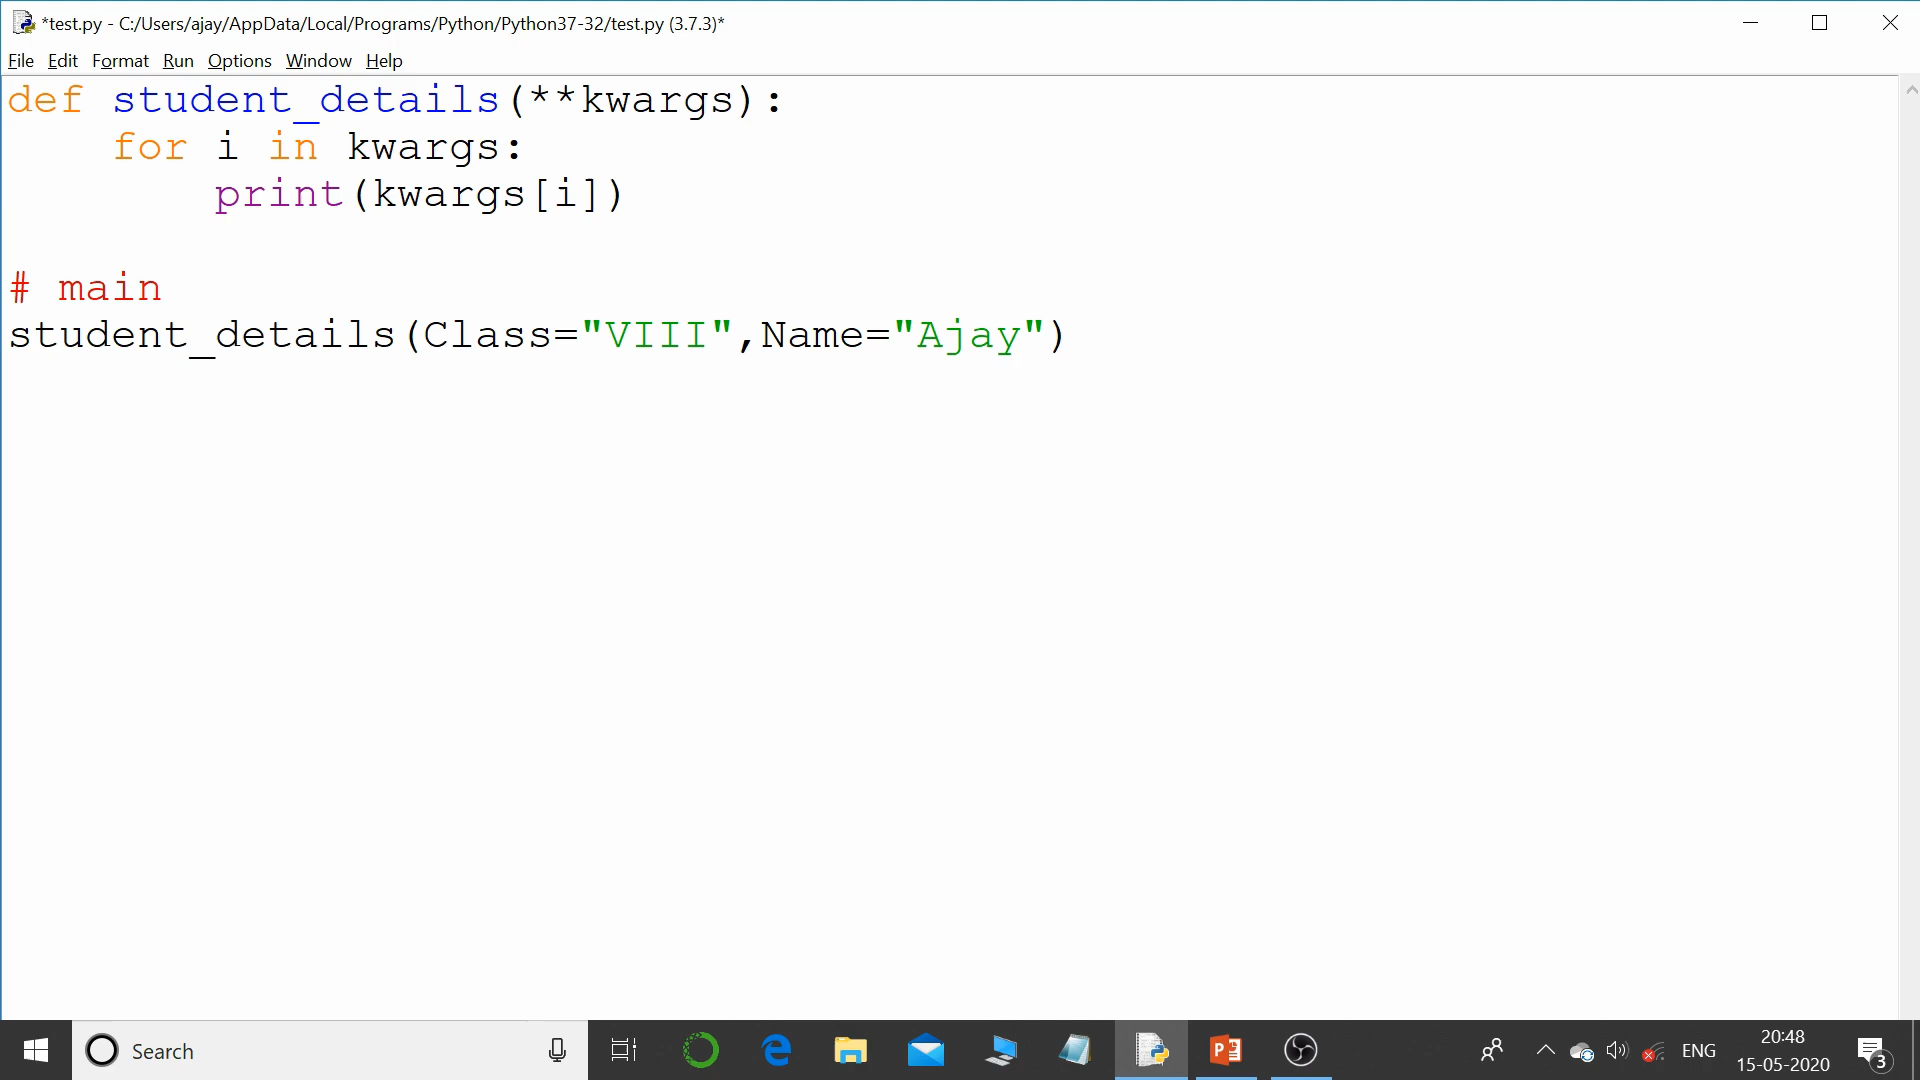 *test.py - C:/Users/ajay/AppData/Local/Programs/Python/Python37-32/test.py (3.7.3)*
File Edit Format Run Options Window Help
def student_details(**kwargs):
    for i in kwargs:
        print(kwargs[i])
# main
student_details(Class="VIII",Name="Ajay")
Search
ENG
20:48
15-05-2020
3